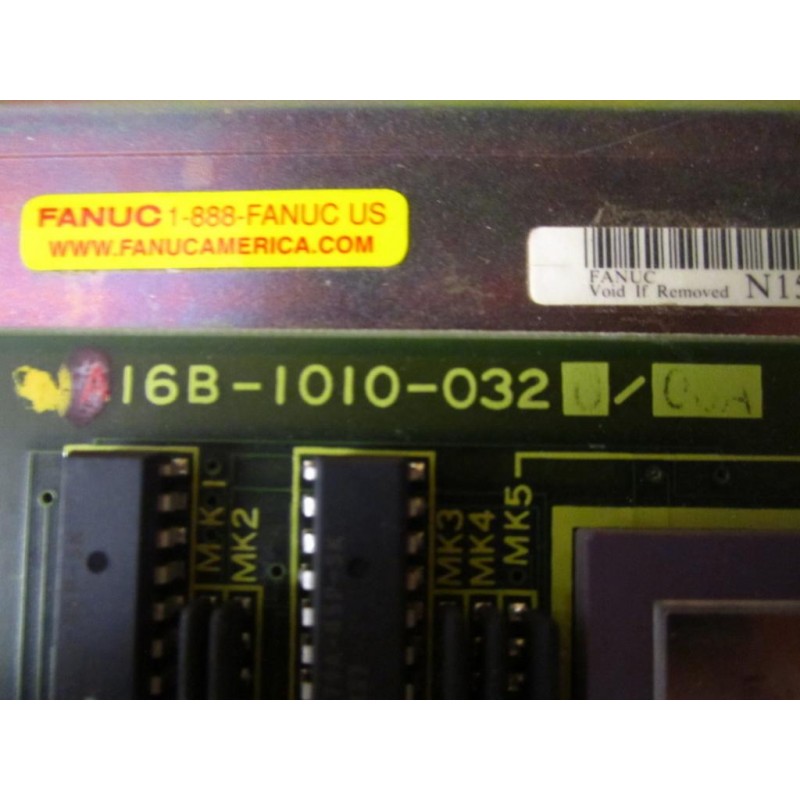 FANUC 1-888-FANUC US
WWW.FANUCAMERICA.COM
FANUC
Void If Removed N15
A16B-1010-032
MK1
MK2
MK3
MK4
MK5